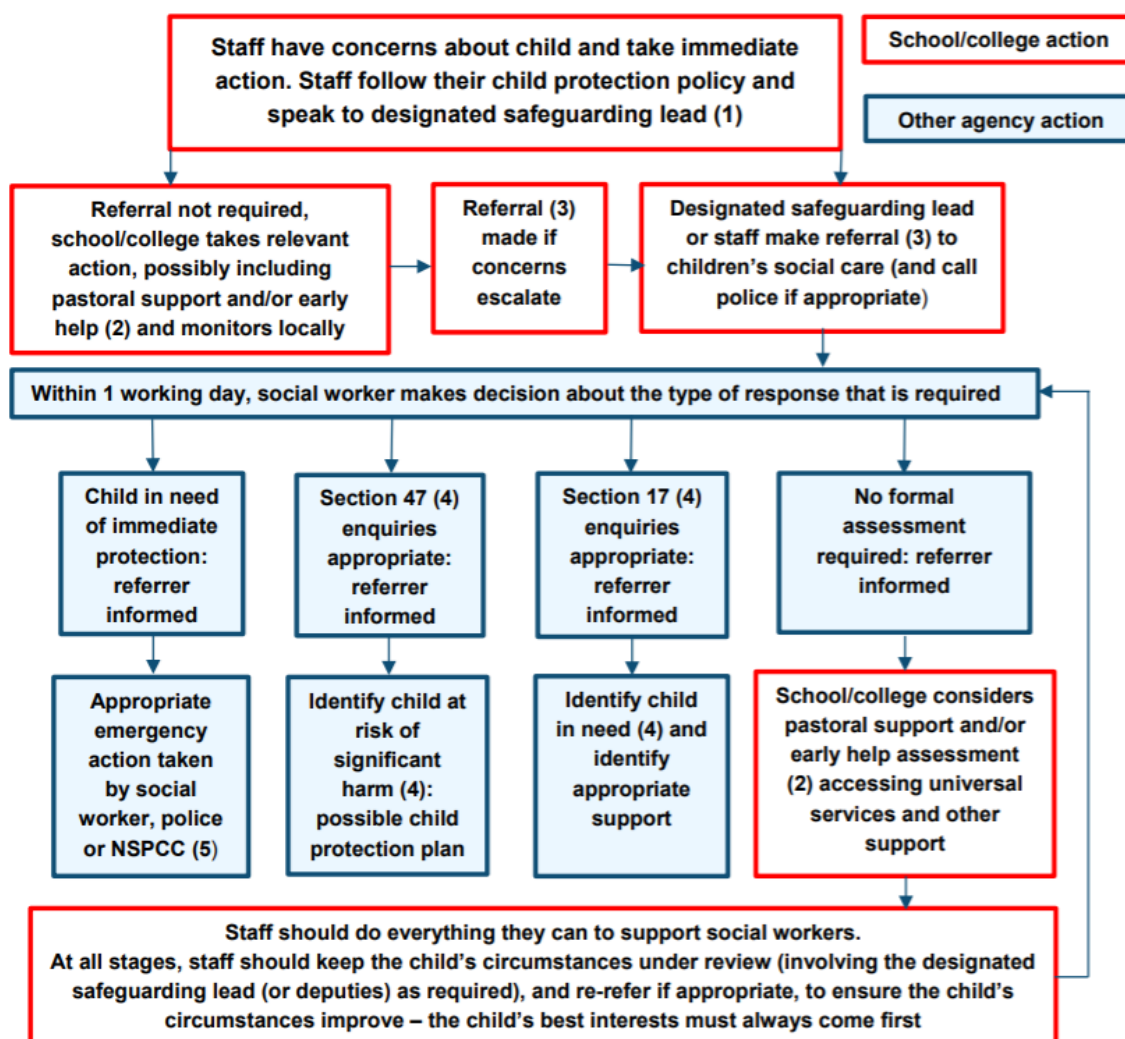 Staff have concerns about child and take immediate
action. Staff follow their child protection policy and
speak to designated safeguarding lead (1)
School/college action
Other agency action
Referral not required,
school/college takes relevant
action, possibly including
pastoral support and/or early
help (2) and monitors locally
Referral (3)
made if
concerns
escalate
Designated safeguarding lead
or staff make referral (3) to
children’s social care (and call
police if appropriate)
Within 1 working day, social worker makes decision about the type of response that is required
Child in need
of immediate
protection:
referrer
informed
Section 47 (4)
enquiries
appropriate:
referrer
informed
Section 17 (4)
enquiries
appropriate:
referrer
informed
No formal
assessment
required: referrer
informed
Appropriate
emergency
action taken
by social
worker, police
or NSPCC (5)
Identify child at
risk of
significant
harm (4):
possible child
protection plan
Identify child
in need (4) and
identify
appropriate
support
School/college considers
pastoral support and/or
early help assessment
(2) accessing universal
services and other
support
Staff should do everything they can to support social workers.
At all stages, staff should keep the child’s circumstances under review (involving the designated
safeguarding lead (or deputies) as required), and re-refer if appropriate, to ensure the child’s
circumstances improve – the child’s best interests must always come first